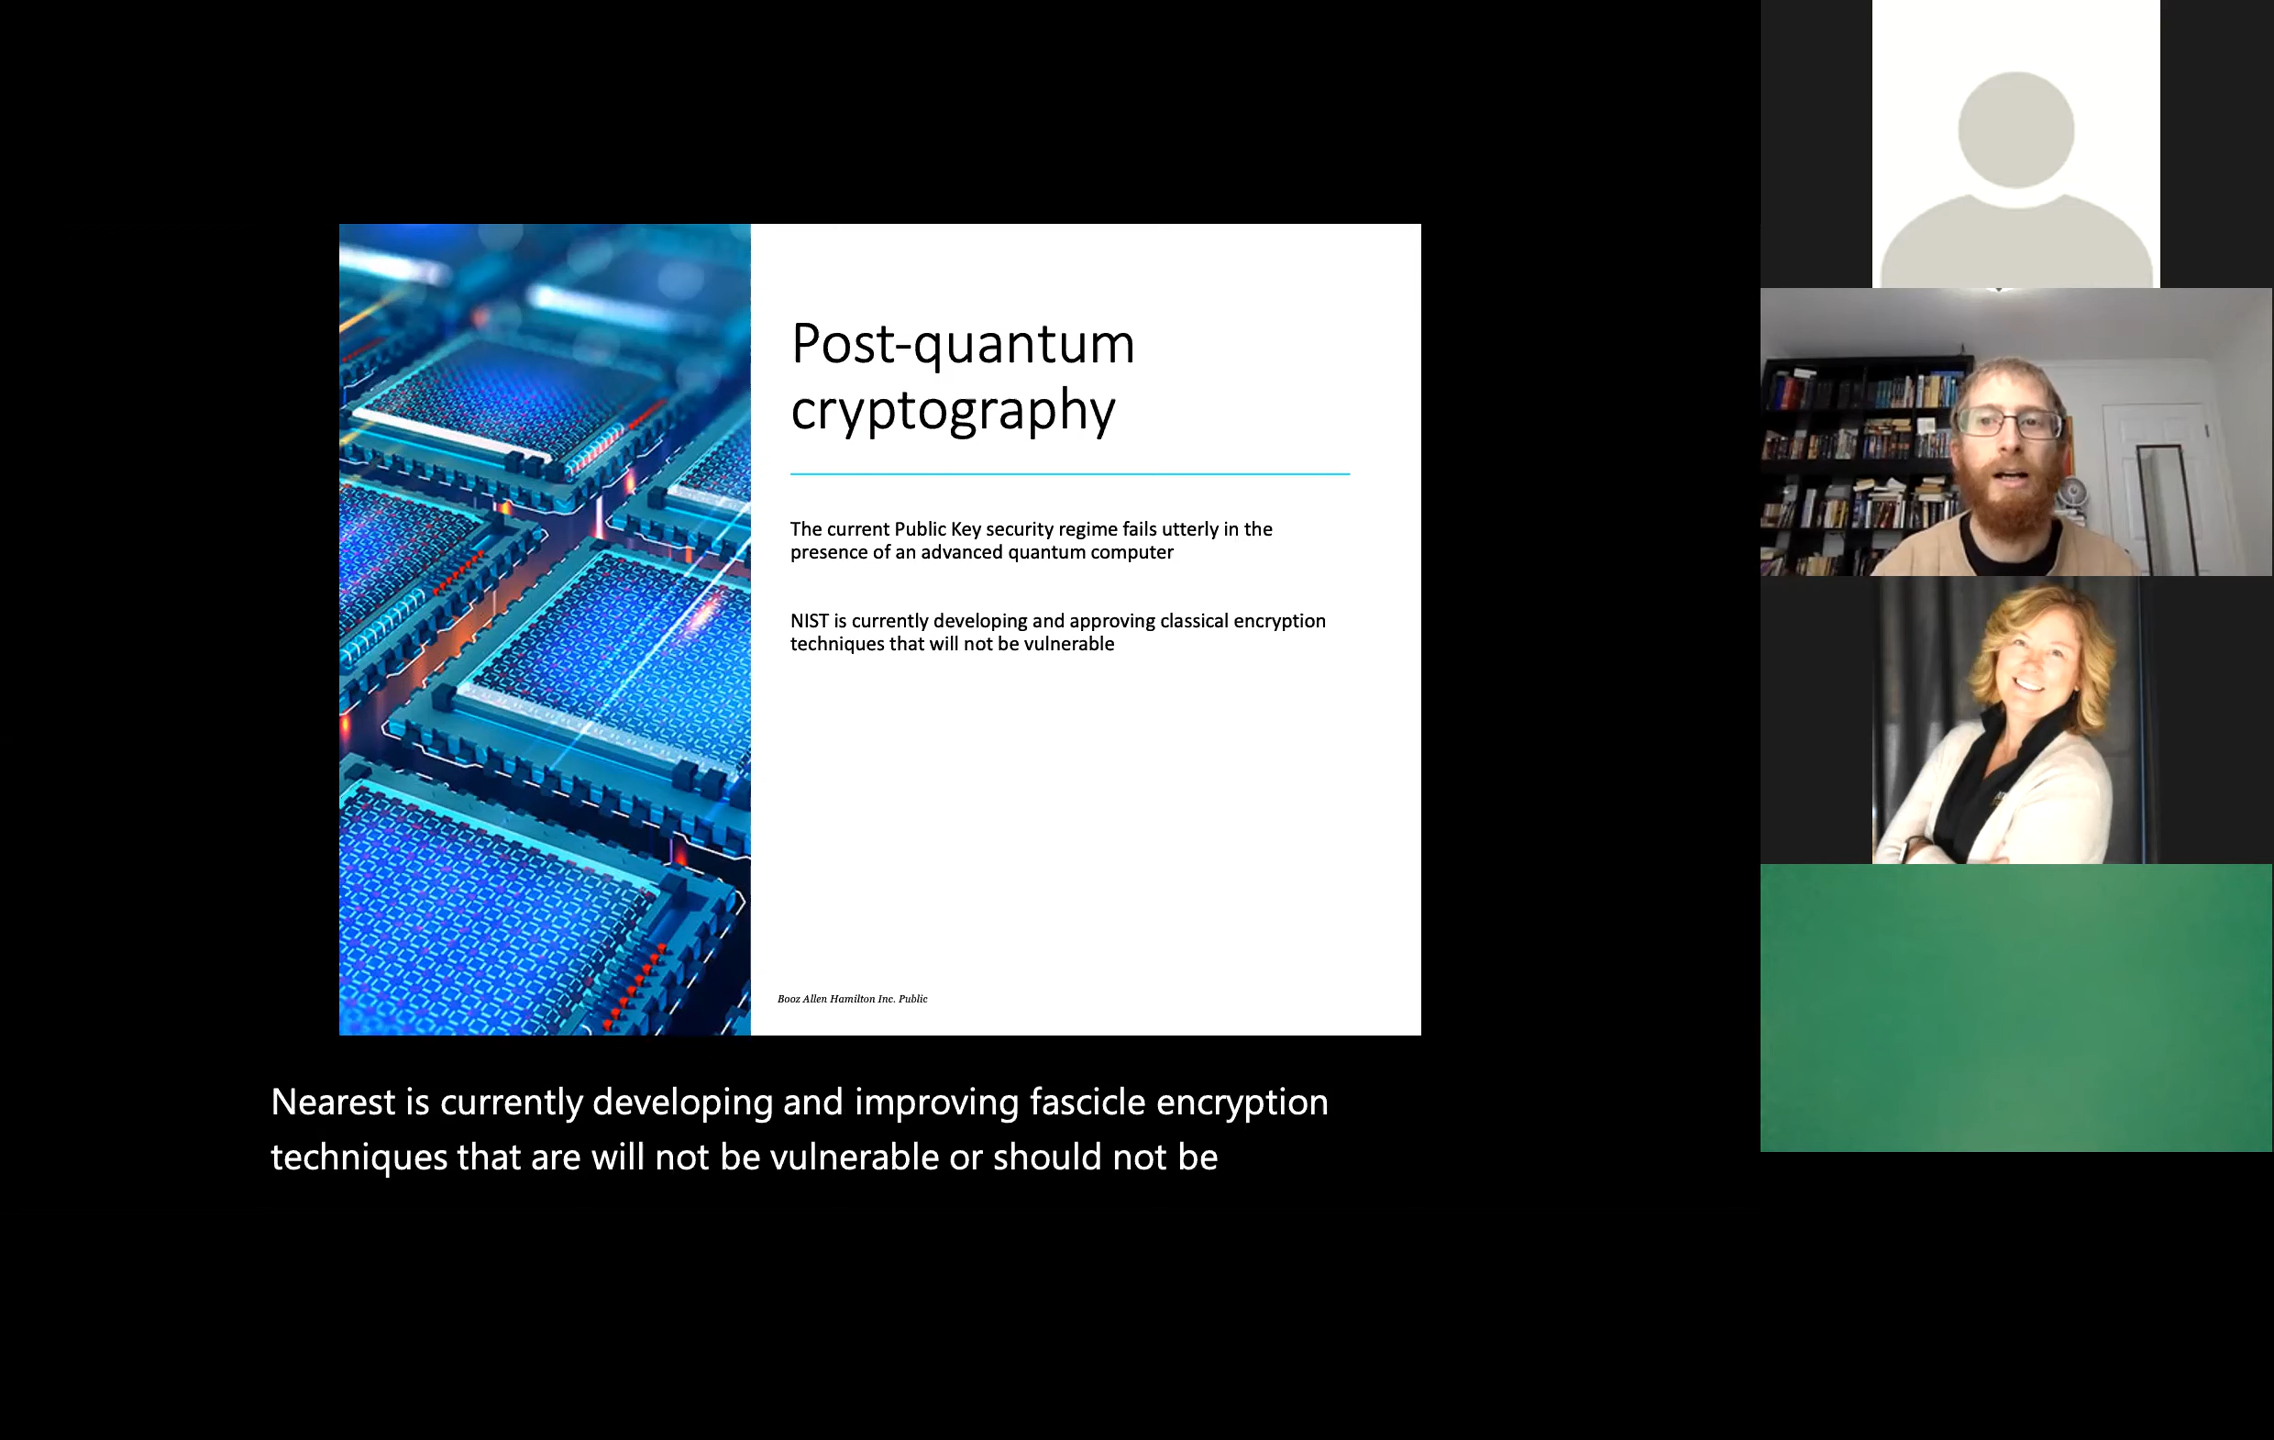 Post-quantum
cryptography
The current Public Key security regime fails utterly in the
presence of an advanced quantum computer
NIST is currently developing and approving classical encryption
techniques that will not be vulnerable
Booz Allen Hamilton Inc. Public
Nearest is currently developing and improving fascicle encryption
techniques that are will not be vulnerable or should not be